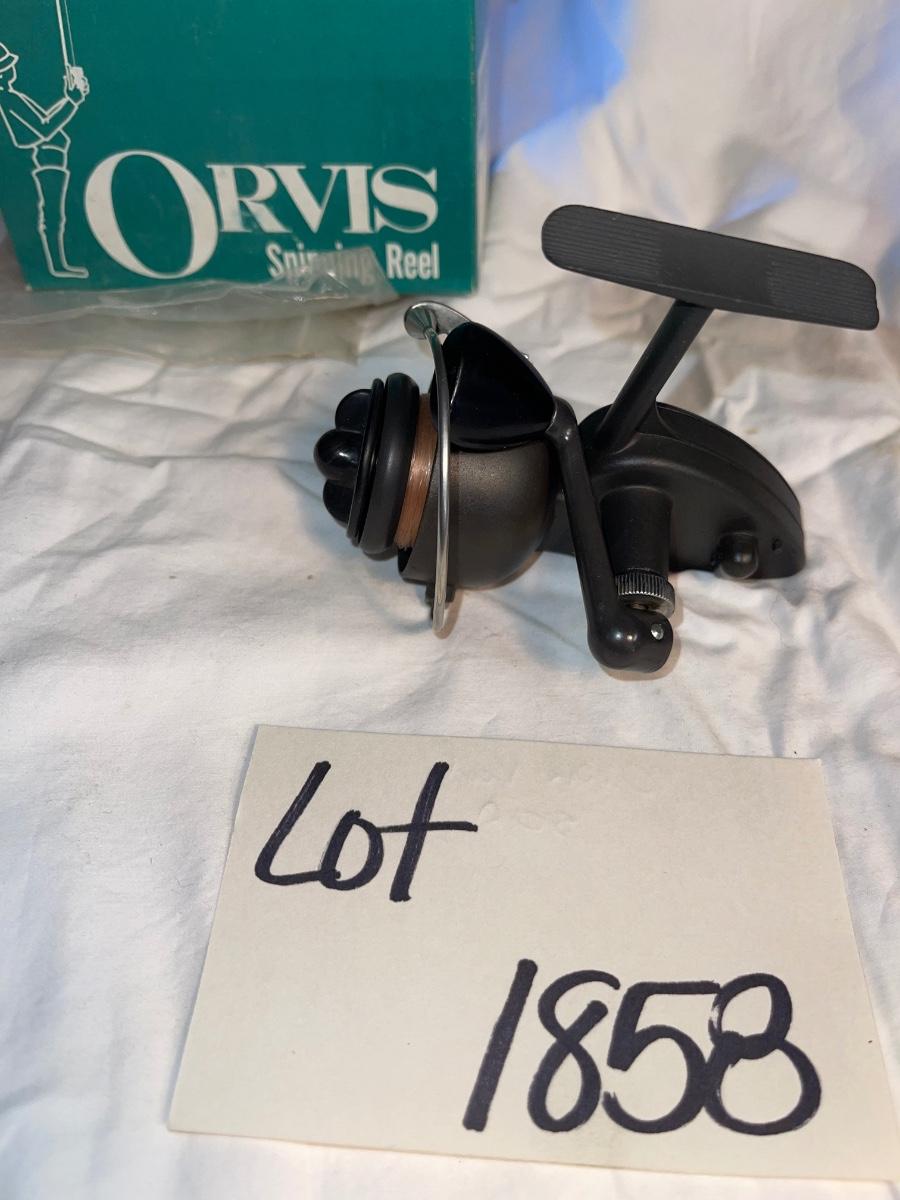 ORVIS
Spinning Reel
Lot
1858